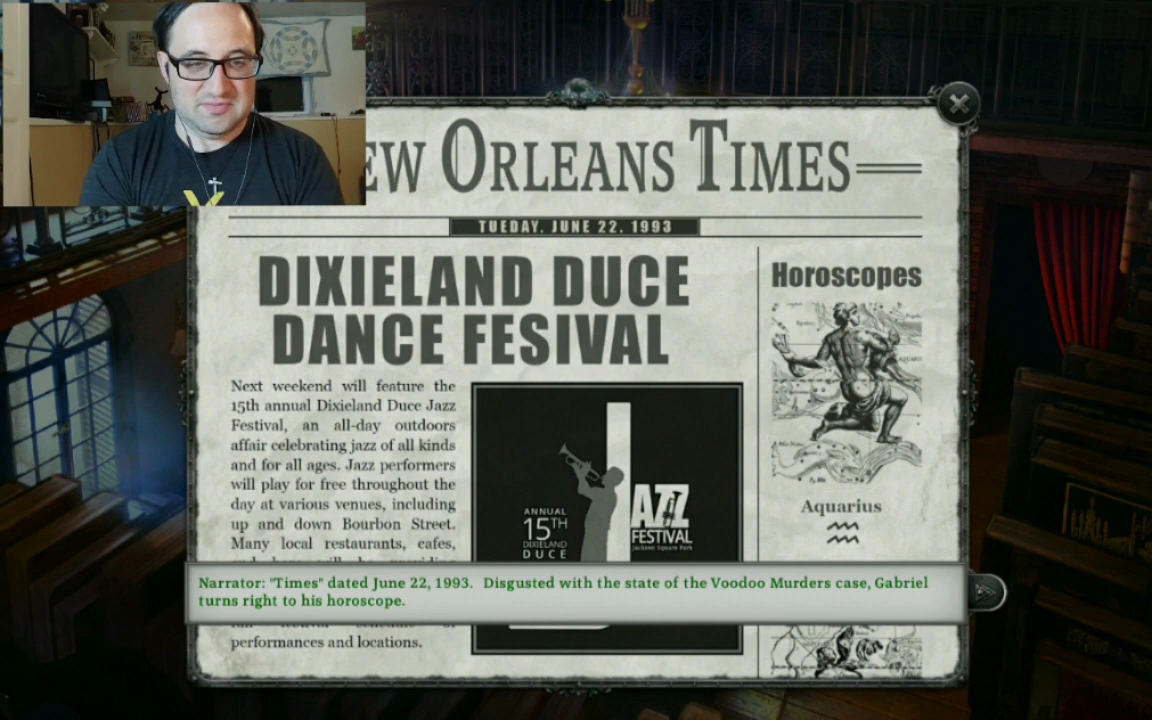 EW ORLEANS TIMES
TUEDAY, JUNE 22, 1993
DIXIELAND DUCE
DANCE FESIVAL
Next weekend will feature the
15th annual Dixieland Duce Jazz
Festival, an all-day outdoors
affair celebrating jazz of all kinds
and for all ages. Jazz performers
will play for free throughout the
day at various venues, including
up and down Bourbon Street.
Many local restaurants, cafes,
performances and locations.
ANNUAL
15TH
DIXIELAND
DUCE
JAZZ
FESTIVAL
Jackson Square Park
Horoscopes
Aquarius
Narrator: "Times" dated June 22, 1993. Disgusted with the state of the Voodoo Murders case, Gabriel
turns right to his horoscope.